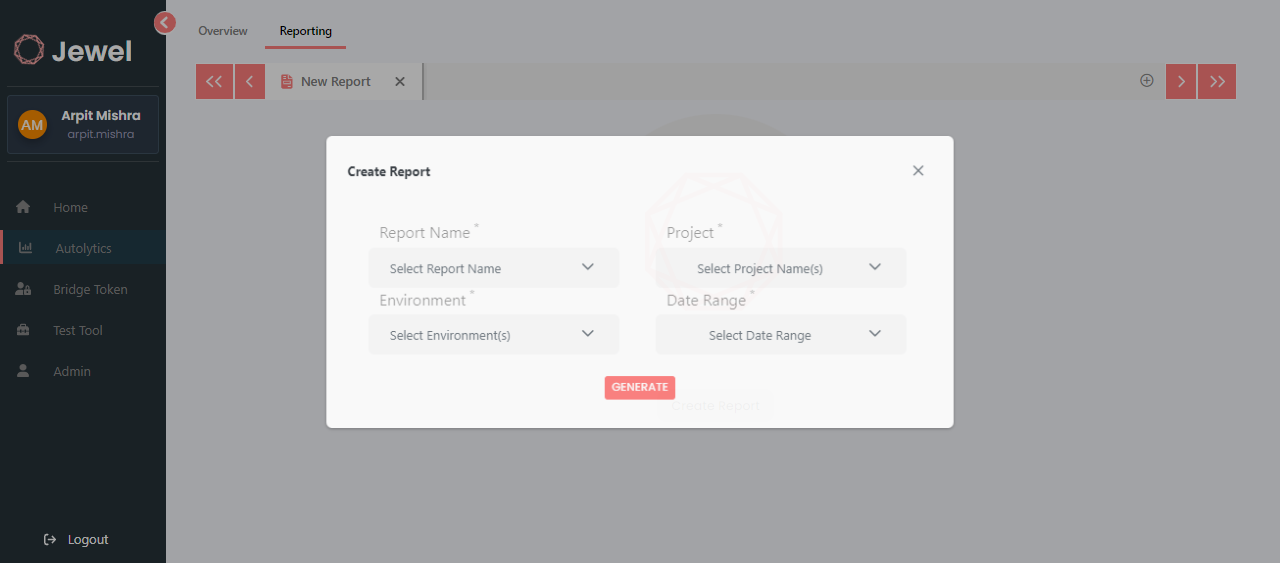 Jewel
AM
Arpit Mishra
arpit.mishra
Home
Autolytics
Bridge Token
Test Tool
Admin
Logout
Overview
Reporting
New Report
Create Report
Report Name *
Project *
Select Report Name
Select Project Name(s)
Environment *
Date Range *
Select Environment(s)
Select Date Range
GENERATE
Create Report